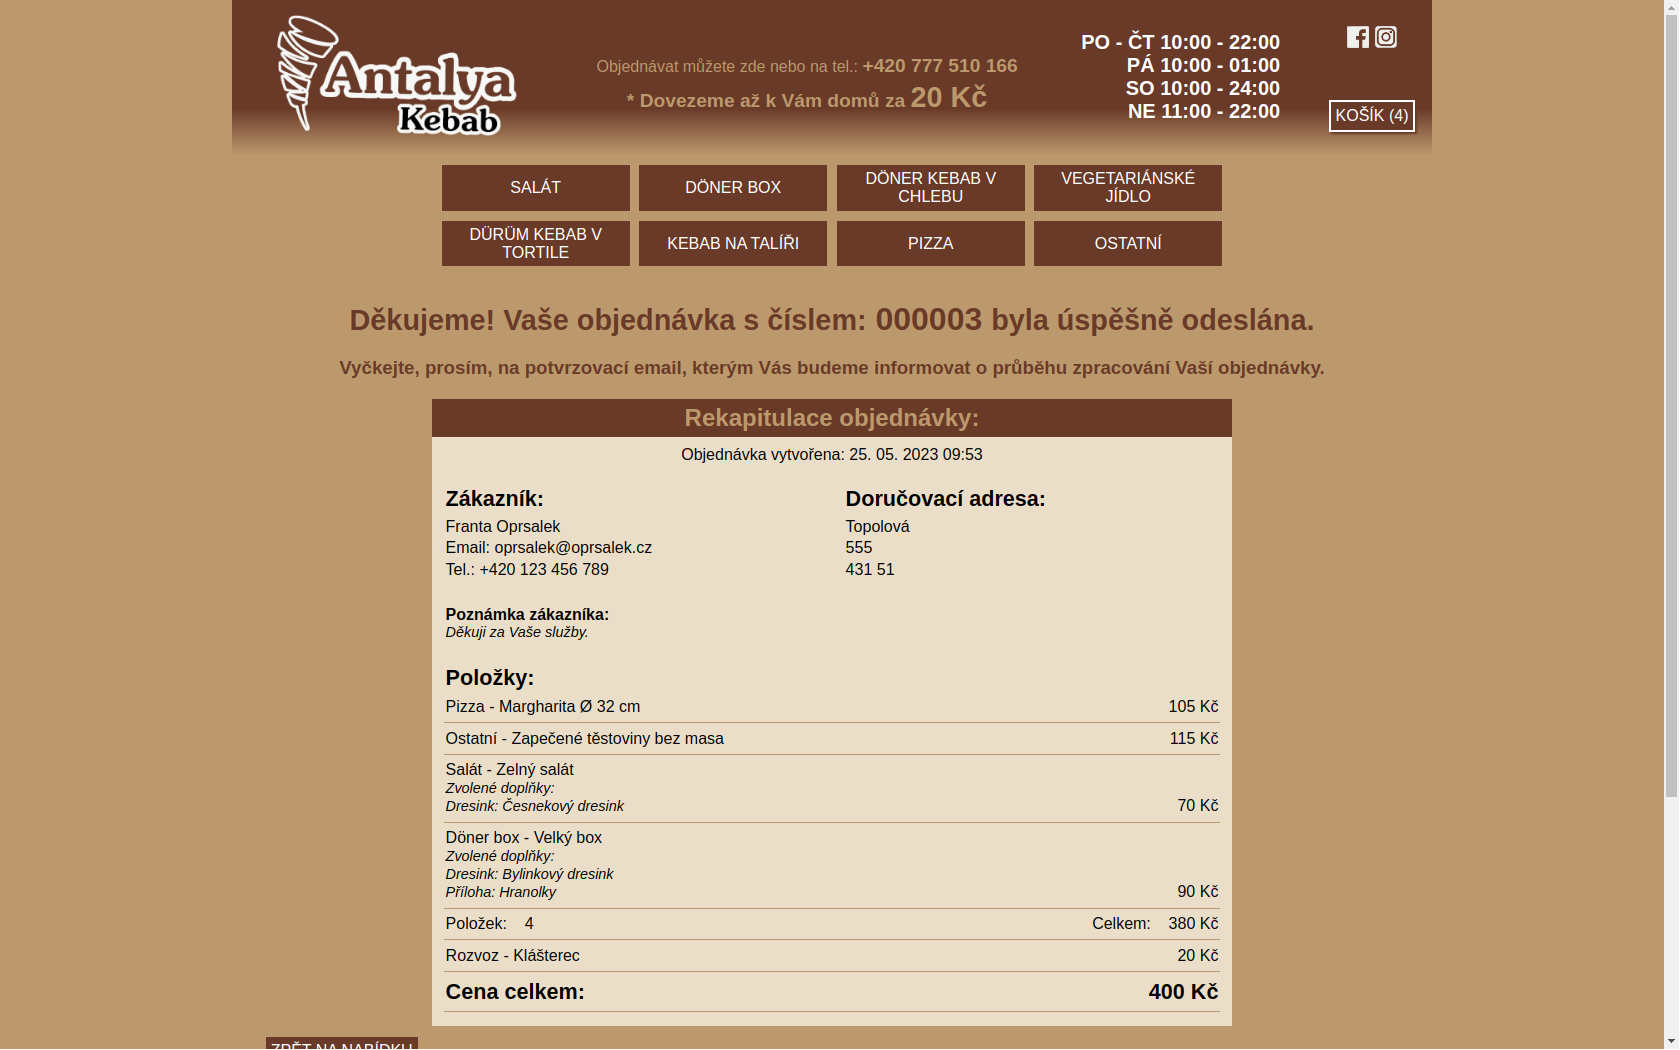 Antalya
Kebab
Objednávat můžete zde nebo na tel.: +420 777 510 166
* Dovezeme až k Vám domů za 20 Kč
PO - ČT 10:00 - 22:00
PÁ 10:00 - 01:00
SO 10:00 - 24:00
NE 11:00 - 22:00
KOŠÍK (4)
SALÁT
DÖNER BOX
DÖNER KEBAB V
CHLEBU
VEGETARIÁNSKÉ
JÍDLO
DÜRÜM KEBAB V
TORTILE
KEBAB NA TALÍŘI
PIZZA
OSTATNÍ
Děkujeme! Vaše objednávka s číslem: 000003 byla úspěšně odeslána.
Vyčkejte, prosím, na potvrzovací email, kterým Vás budeme informovat o průběhu zpracování Vaší objednávky.
Rekapitulace objednávky:
Objednávka vytvořena: 25. 05. 2023 09:53
Zákazník:
Franta Oprsalek
Email: oprsalek@oprsalek.cz
Tel.: +420 123 456 789
Doručovací adresa:
Topolová
555
431 51
Poznámka zákazníka:
Děkuji za Vaše služby.
Položky:
Pizza - Margharita Ø 32 cm 105 Kč
Ostatní - Zapečené těstoviny bez masa 115 Kč
Salát - Zelný salát
Zvolené doplňky:
Dresink: Česnekový dresink 70 Kč
Döner box - Velký box
Zvolené doplňky:
Dresink: Bylinkový dresink
Příloha: Hranolky 90 Kč
Položek: 4 Celkem: 380 Kč
Rozvoz - Klášterec 20 Kč
Cena celkem: 400 Kč
ZPĚT NA NABÍDKU